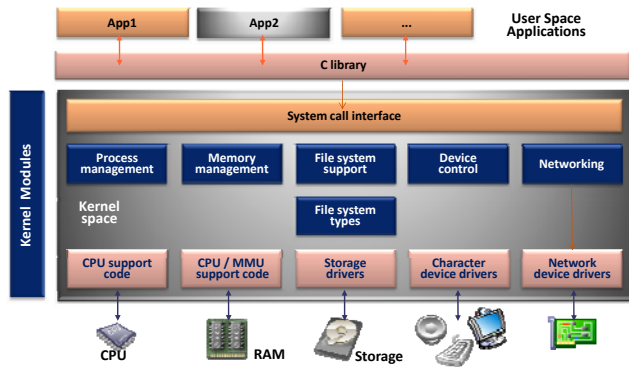 App1
App2
...
User Space
Applications
C library
Kernel Modules
System call interface
Process
management
Memory
management
File system
support
Device
control
Networking
Kernel
space
File system
types
CPU support
code
CPU / MMU
support code
Storage
drivers
Character
device drivers
Network
device drivers
CPU
RAM
Storage